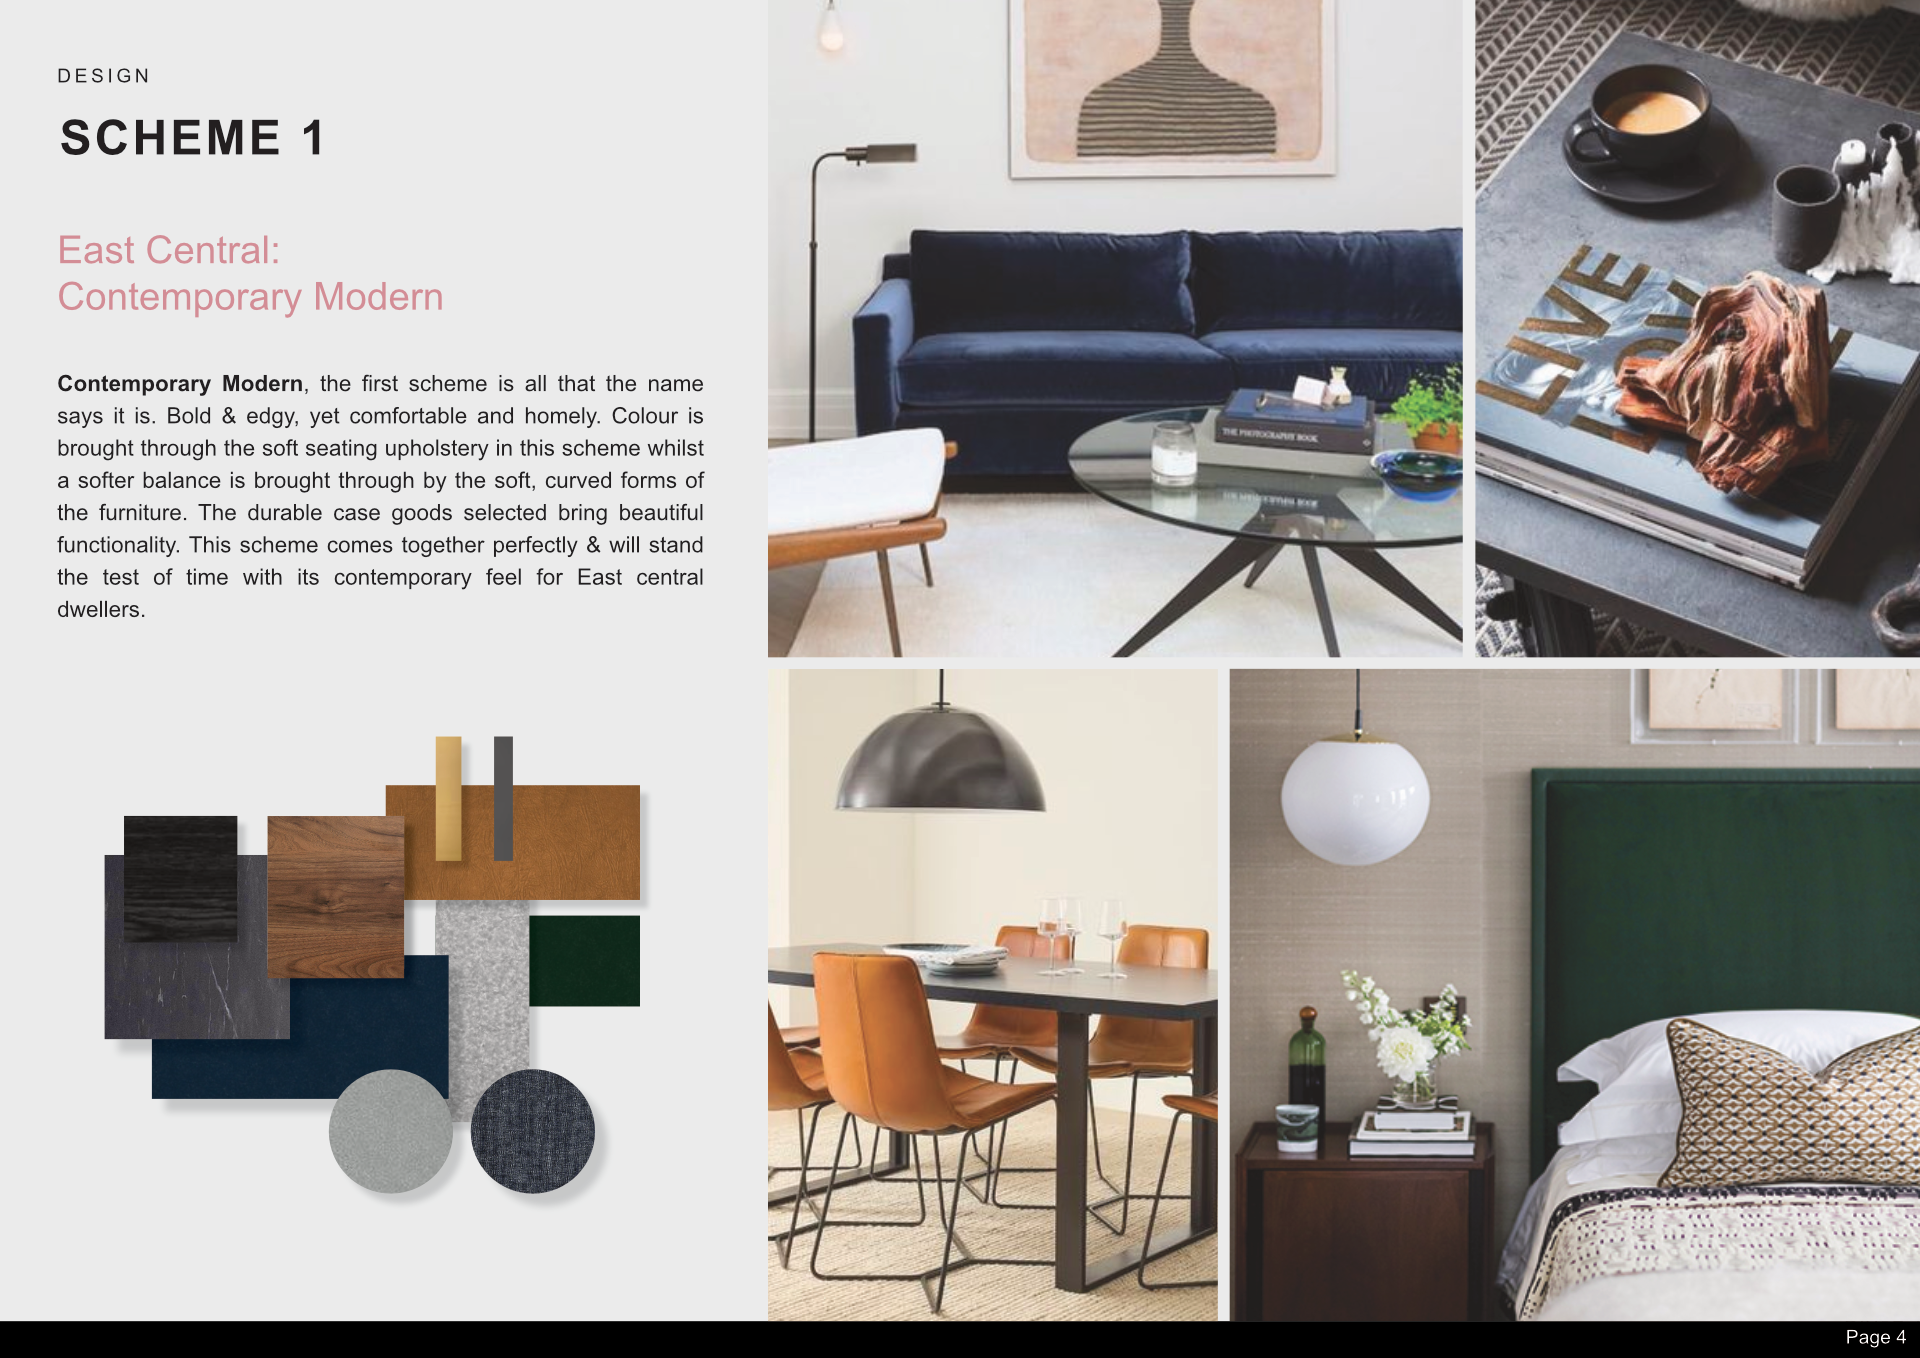 DESIGN
SCHEME 1
East Central:
Contemporary Modern
Contemporary Modern, the first scheme is all that the name
says it is. Bold & edgy, yet comfortable and homely. Colour is
brought through the soft seating upholstery in this scheme whilst
a softer balance is brought through by the soft, curved forms of
the furniture. The durable case goods selected bring beautiful
functionality. This scheme comes together perfectly & will stand
the test of time with its contemporary feel for East central
dwellers.
THE PHOTOGRAPHY BOOK
LIVE
Page 4